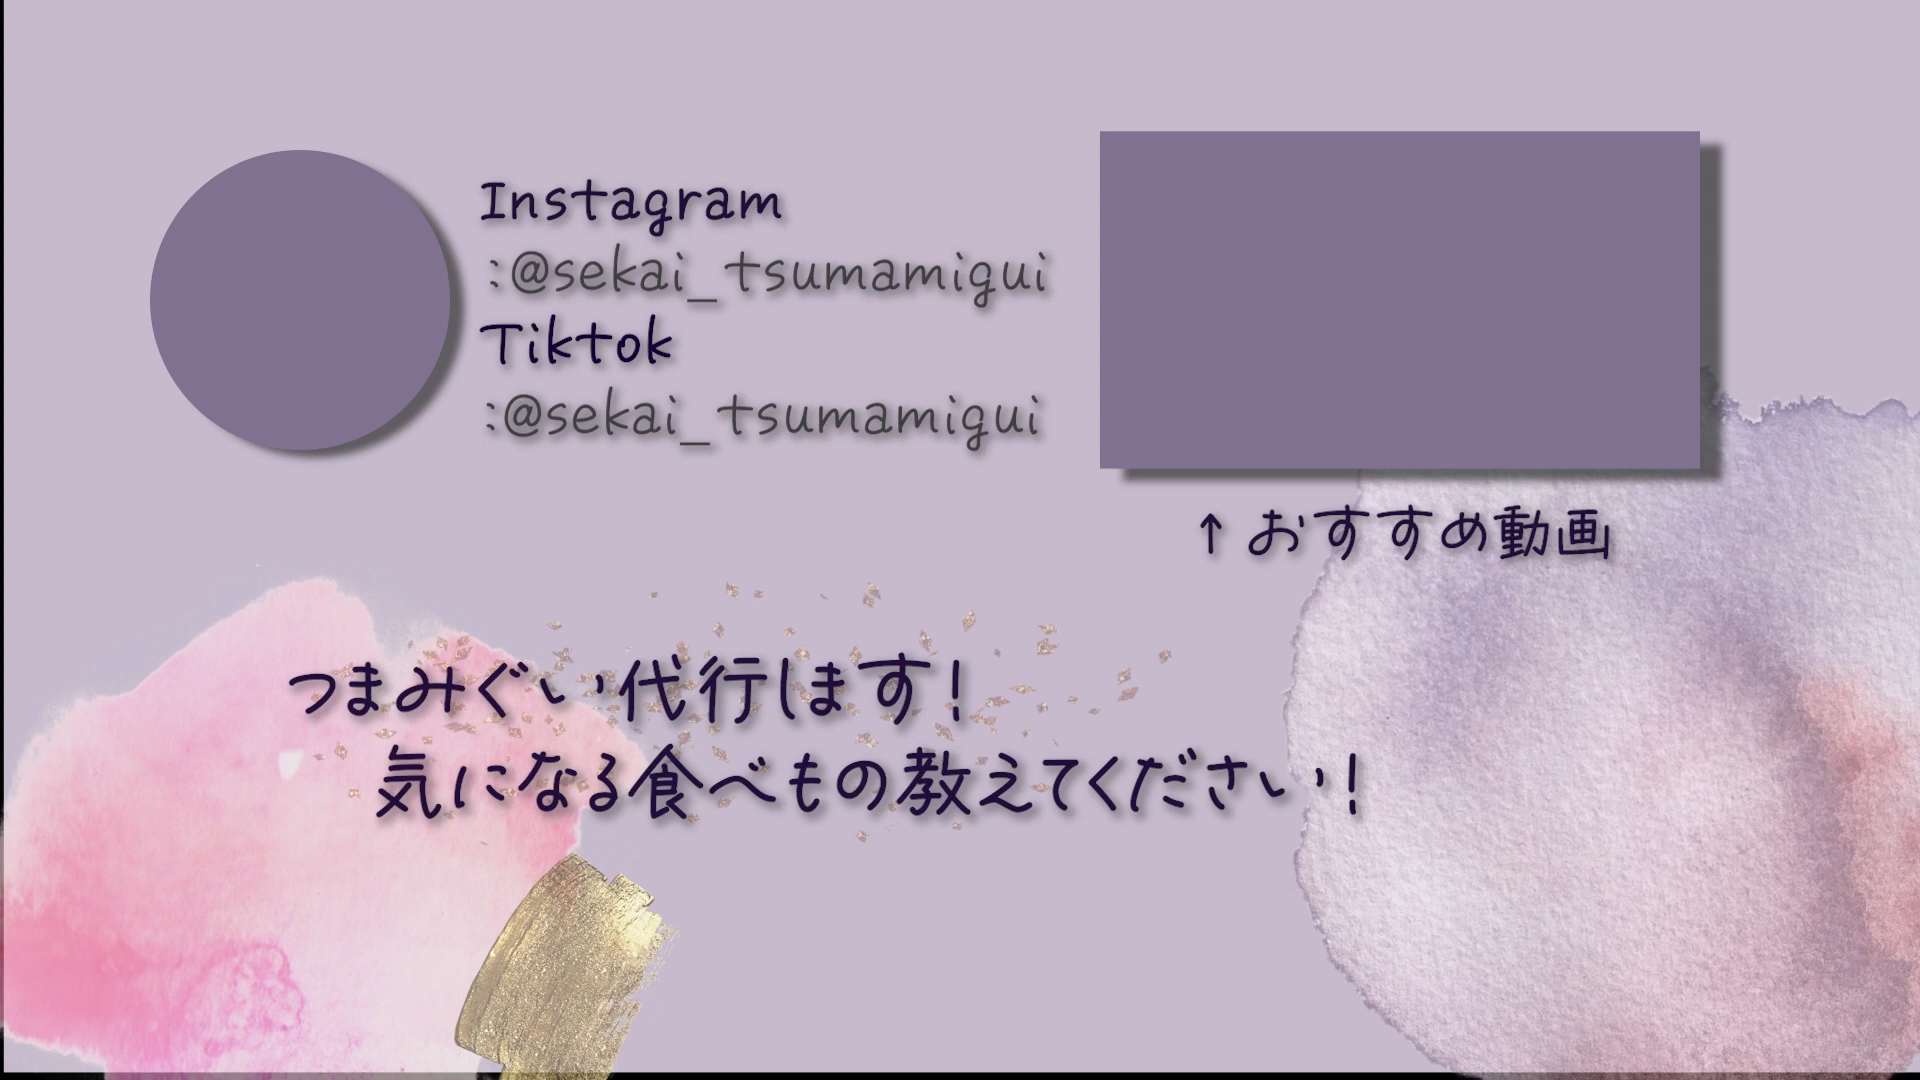 Instagram
:@sekai_tsumamigui
Tiktok
:@sekai_tsumamigui
↑ おすすめ動画
つまみぐい代行します!
気になる食べもの教えてください!